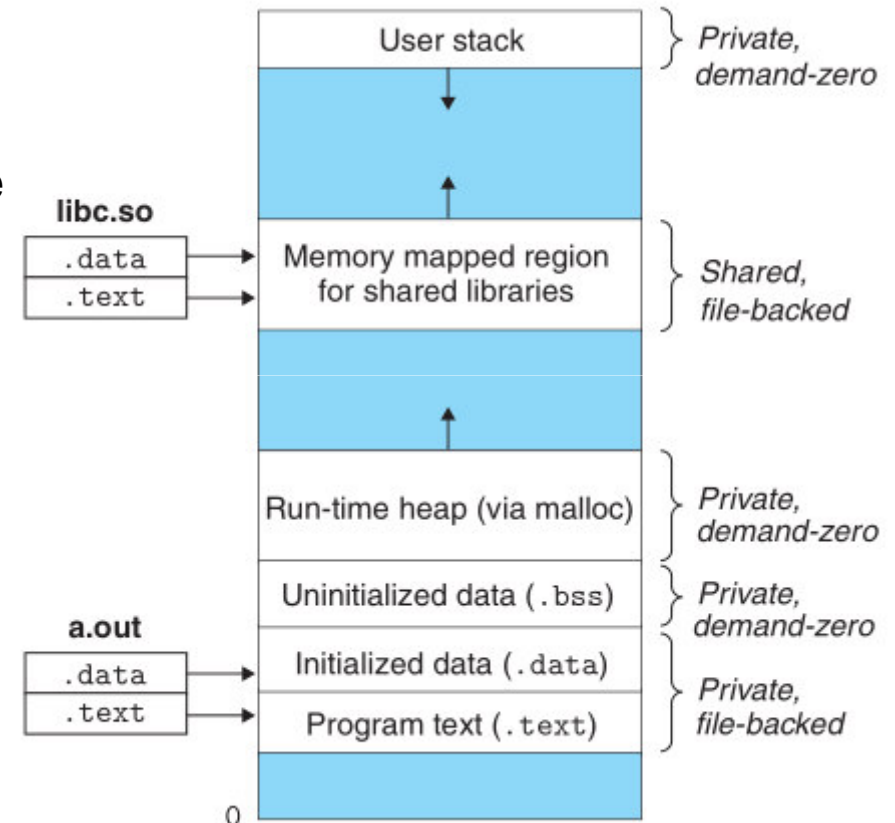 User stack
Private,
demand-zero
e
libc.so
.data
.text
Memory mapped region
for shared libraries
Shared,
file-backed
Run-time heap (via malloc)
Private,
demand-zero
Uninitialized data (.bss)
Private,
demand-zero
a.out
.data
.text
Initialized data (.data)
Program text (.text)
Private,
file-backed
0